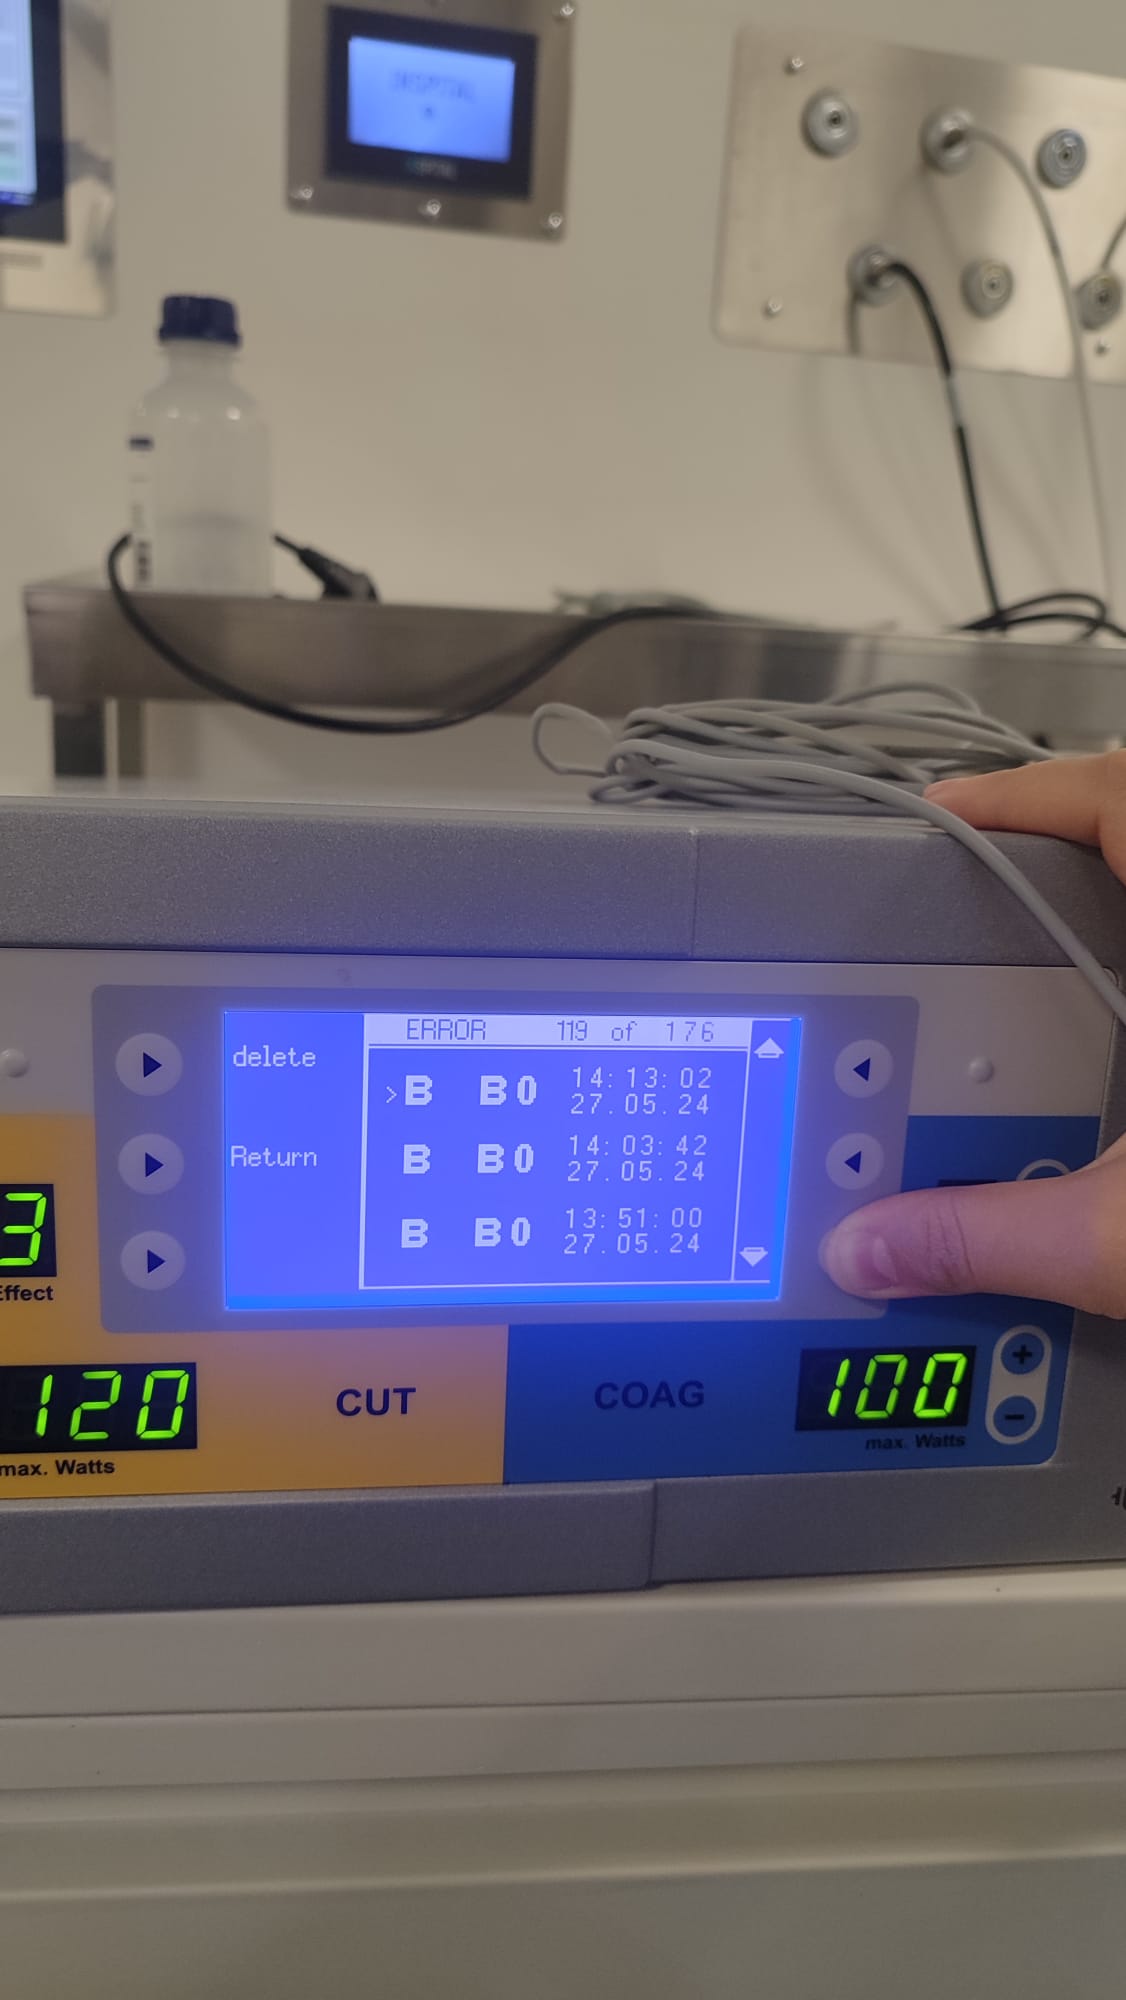 ERROR 119 of 176
delete
>B B0 14:13:02
27.05.24
Return
B B0 14:03:42
27.05.24
B B0 13:51:00
27.05.24
3
Effect
120
max. Watts
CUT
COAG
100
max. Watts
+
-